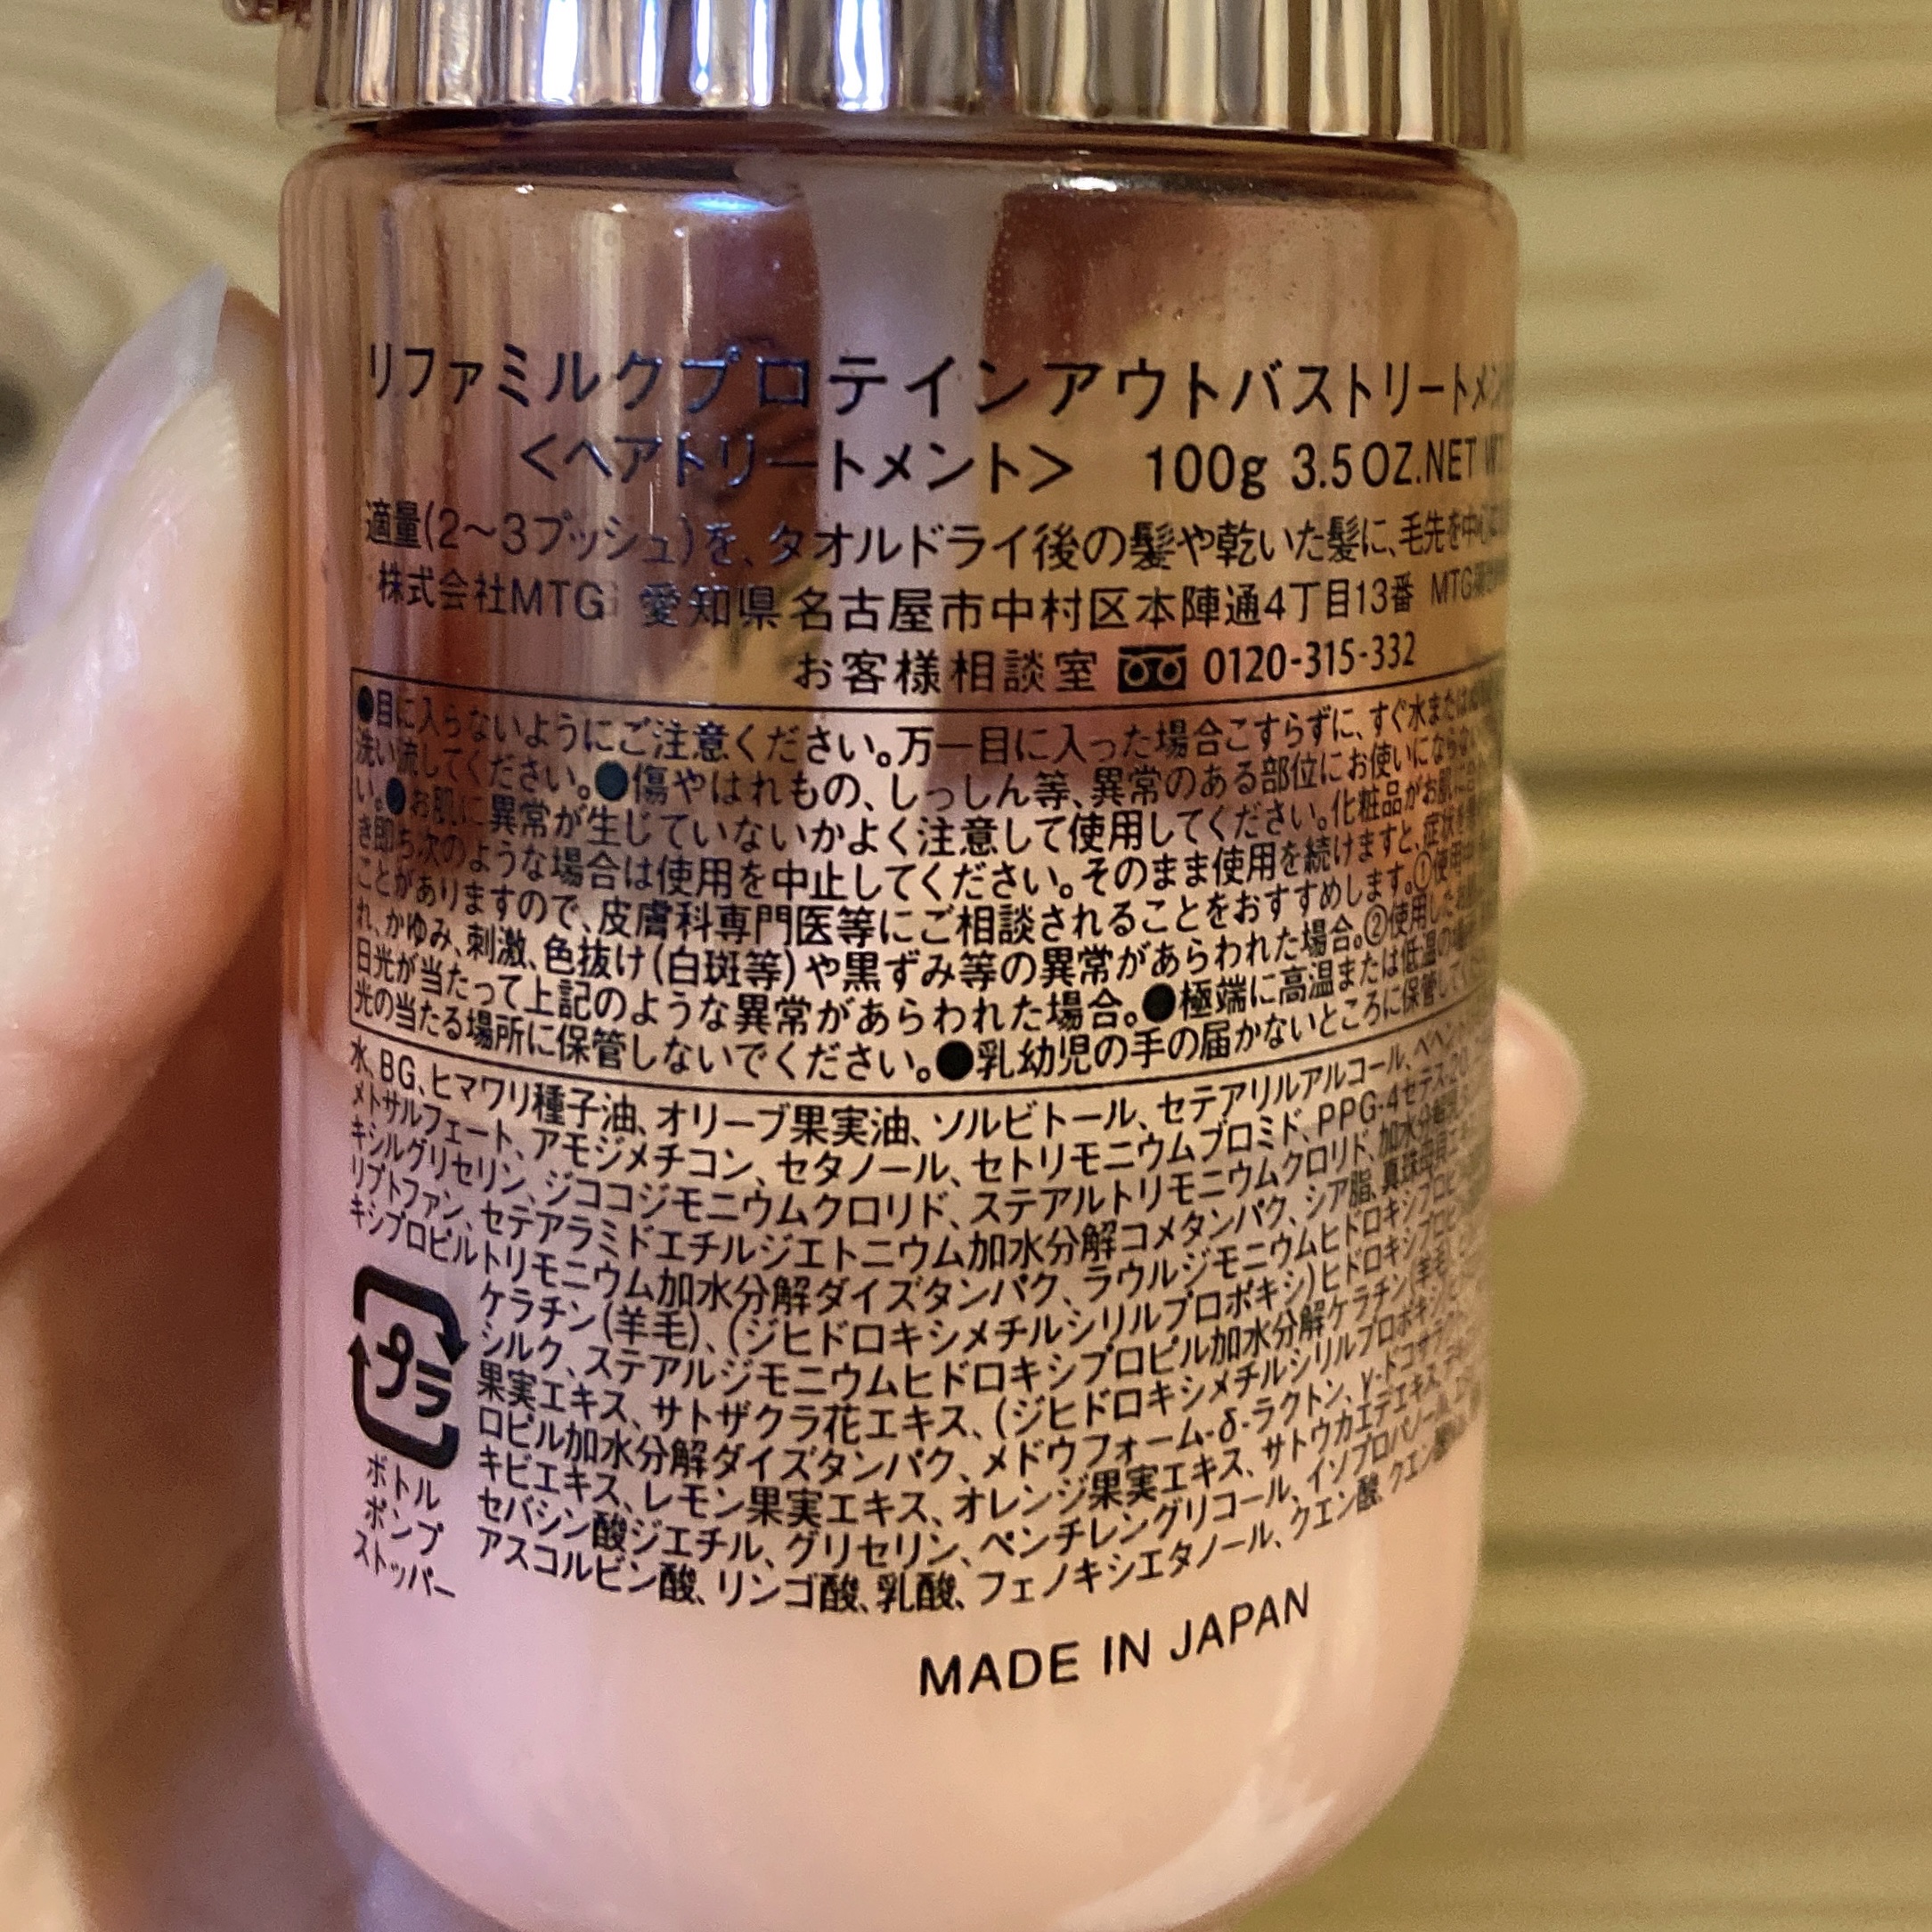 リファミルクプロテインアウトバストリートメン
<ヘアトリートメント> 100g 3.5 OZ.NET
適量(2〜3プッシュ)を、タオルドライ後の髪や乾いた髪に、毛先を中心
株式会社MTG 愛知県名古屋市中村区本陣通4丁目13番 MTG
お客様相談室 0120-315-332
●目に入らないようにご注意ください。万一目に入った場合こすらずに、すぐ水または
洗い流してください。●傷やはれもの、しっしん等、異常のある部位にお使いにならない
い。●お肌に異常が生じていないかよく注意して使用してください。化粧品がお肌に合
き即ち次のような場合は使用を中止してください。そのまま使用を続けますと、症状を
ことがありますので、皮膚科専門医等にご相談されることをおすすめします。①使用中
れ、かゆみ、刺激、色抜け(白斑等)や黒ずみ等の異常があらわれた場合。②使用したお肌
日光が当たって上記のような異常があらわれた場合。●極端に高温または低温の場所
光の当たる場所に保管しないでください。●乳幼児の手の届かないところに保管してくだ
水、BG、ヒマワリ種子油、オリーブ果実油、ソルビトール、セテアリルアルコール、ベヘント
メトサルフェート、アモジメチコン、セタノール、セトリモニウムブロミド、PPG-4セテス-20、
キシルグリセリン、ジココジモニウムクロリド、ステアルトリモニウムクロリド、加水分解
リプトファン、セテアラミドエチルジエトニウム加水分解コメタンパク、シア脂、真珠
キシプロピルトリモニウム加水分解ダイズタンパク、ラウルジモニウムヒドロキシプロピ
ケラチン(羊毛)、(ジヒドロキシメチルシリルプロポキシ)ヒドロキシプロピ
シルク、ステアルジモニウムヒドロキシプロピル加水分解ケラチン(羊毛
果実エキス、サトザクラ花エキス、(ジヒドロキシメチルシリルプロポキシ)
ロピル加水分解ダイズタンパク、メドウフォーム-δ-ラクトン、γ-ドコサラクト
キビエキス、レモン果実エキス、オレンジ果実エキス、サトウカエデエキス、
セバシン酸ジエチル、グリセリン、ペンチレングリコール、イソプロパノール、
アスコルビン酸、リンゴ酸、乳酸、フェノキシエタノール、クエン酸、クエン酸
プラ
ボトル
ポンプ
ストッパー
MADE IN JAPAN